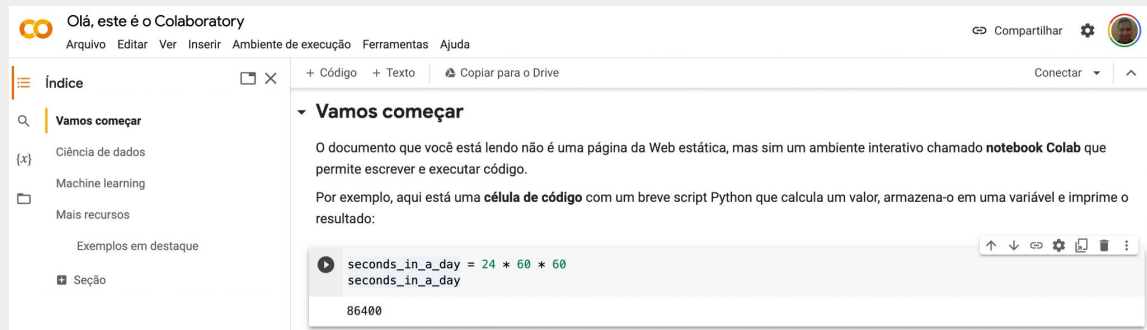 Olá, este é o Colaboratory
Arquivo Editar Ver Inserir Ambiente de execução Ferramentas Ajuda
Compartilhar
Índice
+ Código + Texto Copiar para o Drive
Conectar
Vamos começar
Ciência de dados
{x}
Machine learning
Mais recursos
Exemplos em destaque
Seção
Vamos começar
O documento que você está lendo não é uma página da Web estática, mas sim um ambiente interativo chamado notebook Colab que
permite escrever e executar código.
Por exemplo, aqui está uma célula de código com um breve script Python que calcula um valor, armazena-o em uma variável e imprime o
resultado:
seconds_in_a_day = 24 * 60 * 60
seconds_in_a_day
86400